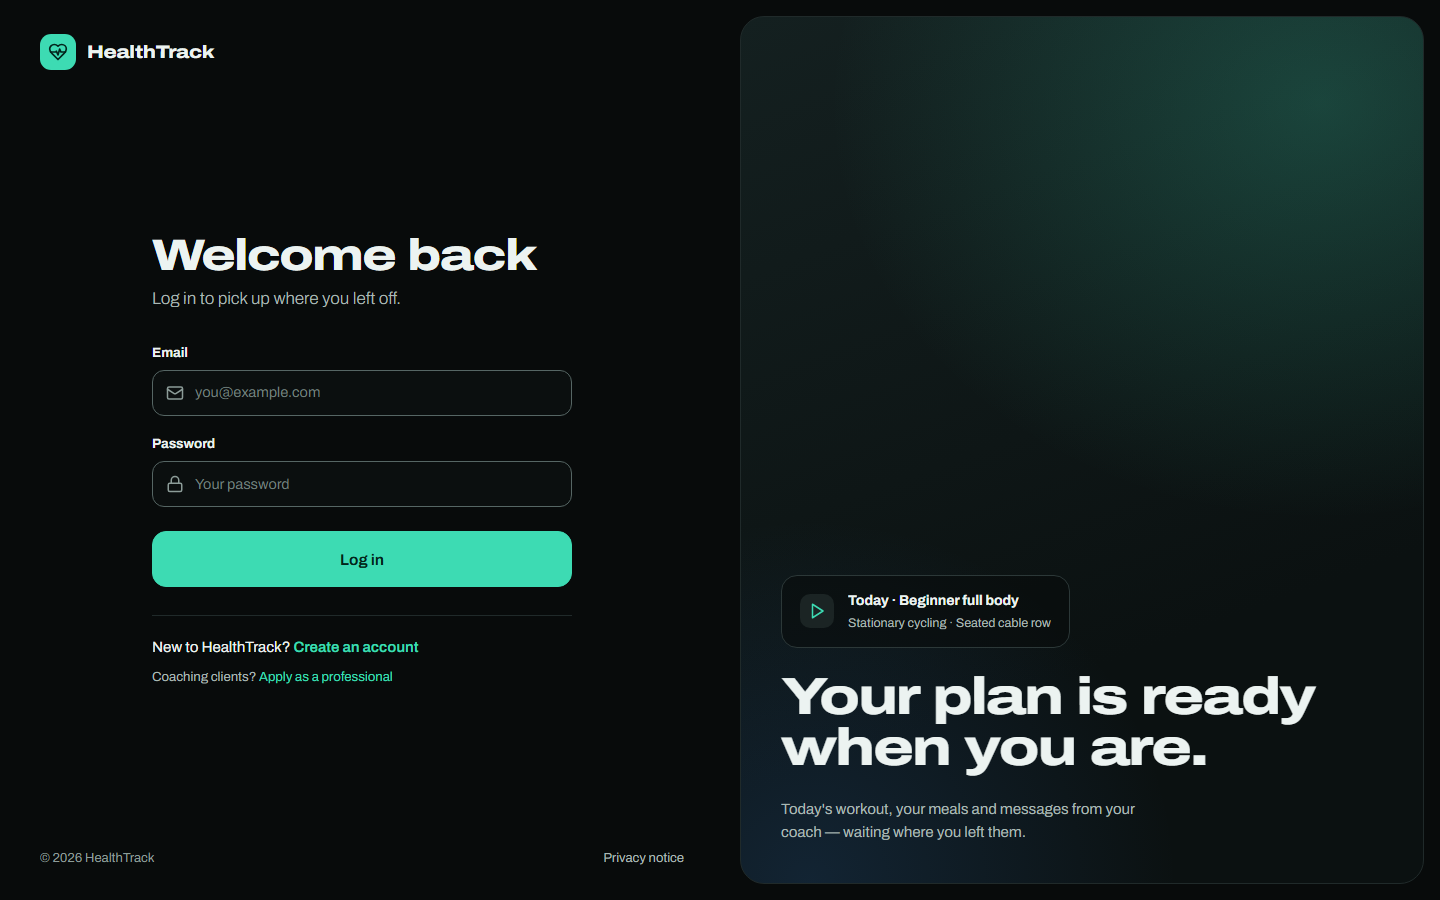 HealthTrack
Welcome back
Log in to pick up where you left off.
Email
you@example.com
Password
Your password
Log in
New to HealthTrack? Create an account
Coaching clients? Apply as a professional
© 2026 HealthTrack
Privacy notice
Today · Beginner full body
Stationary cycling · Seated cable row
Your plan is ready
when you are.
Today's workout, your meals and messages from your
coach — waiting where you left them.